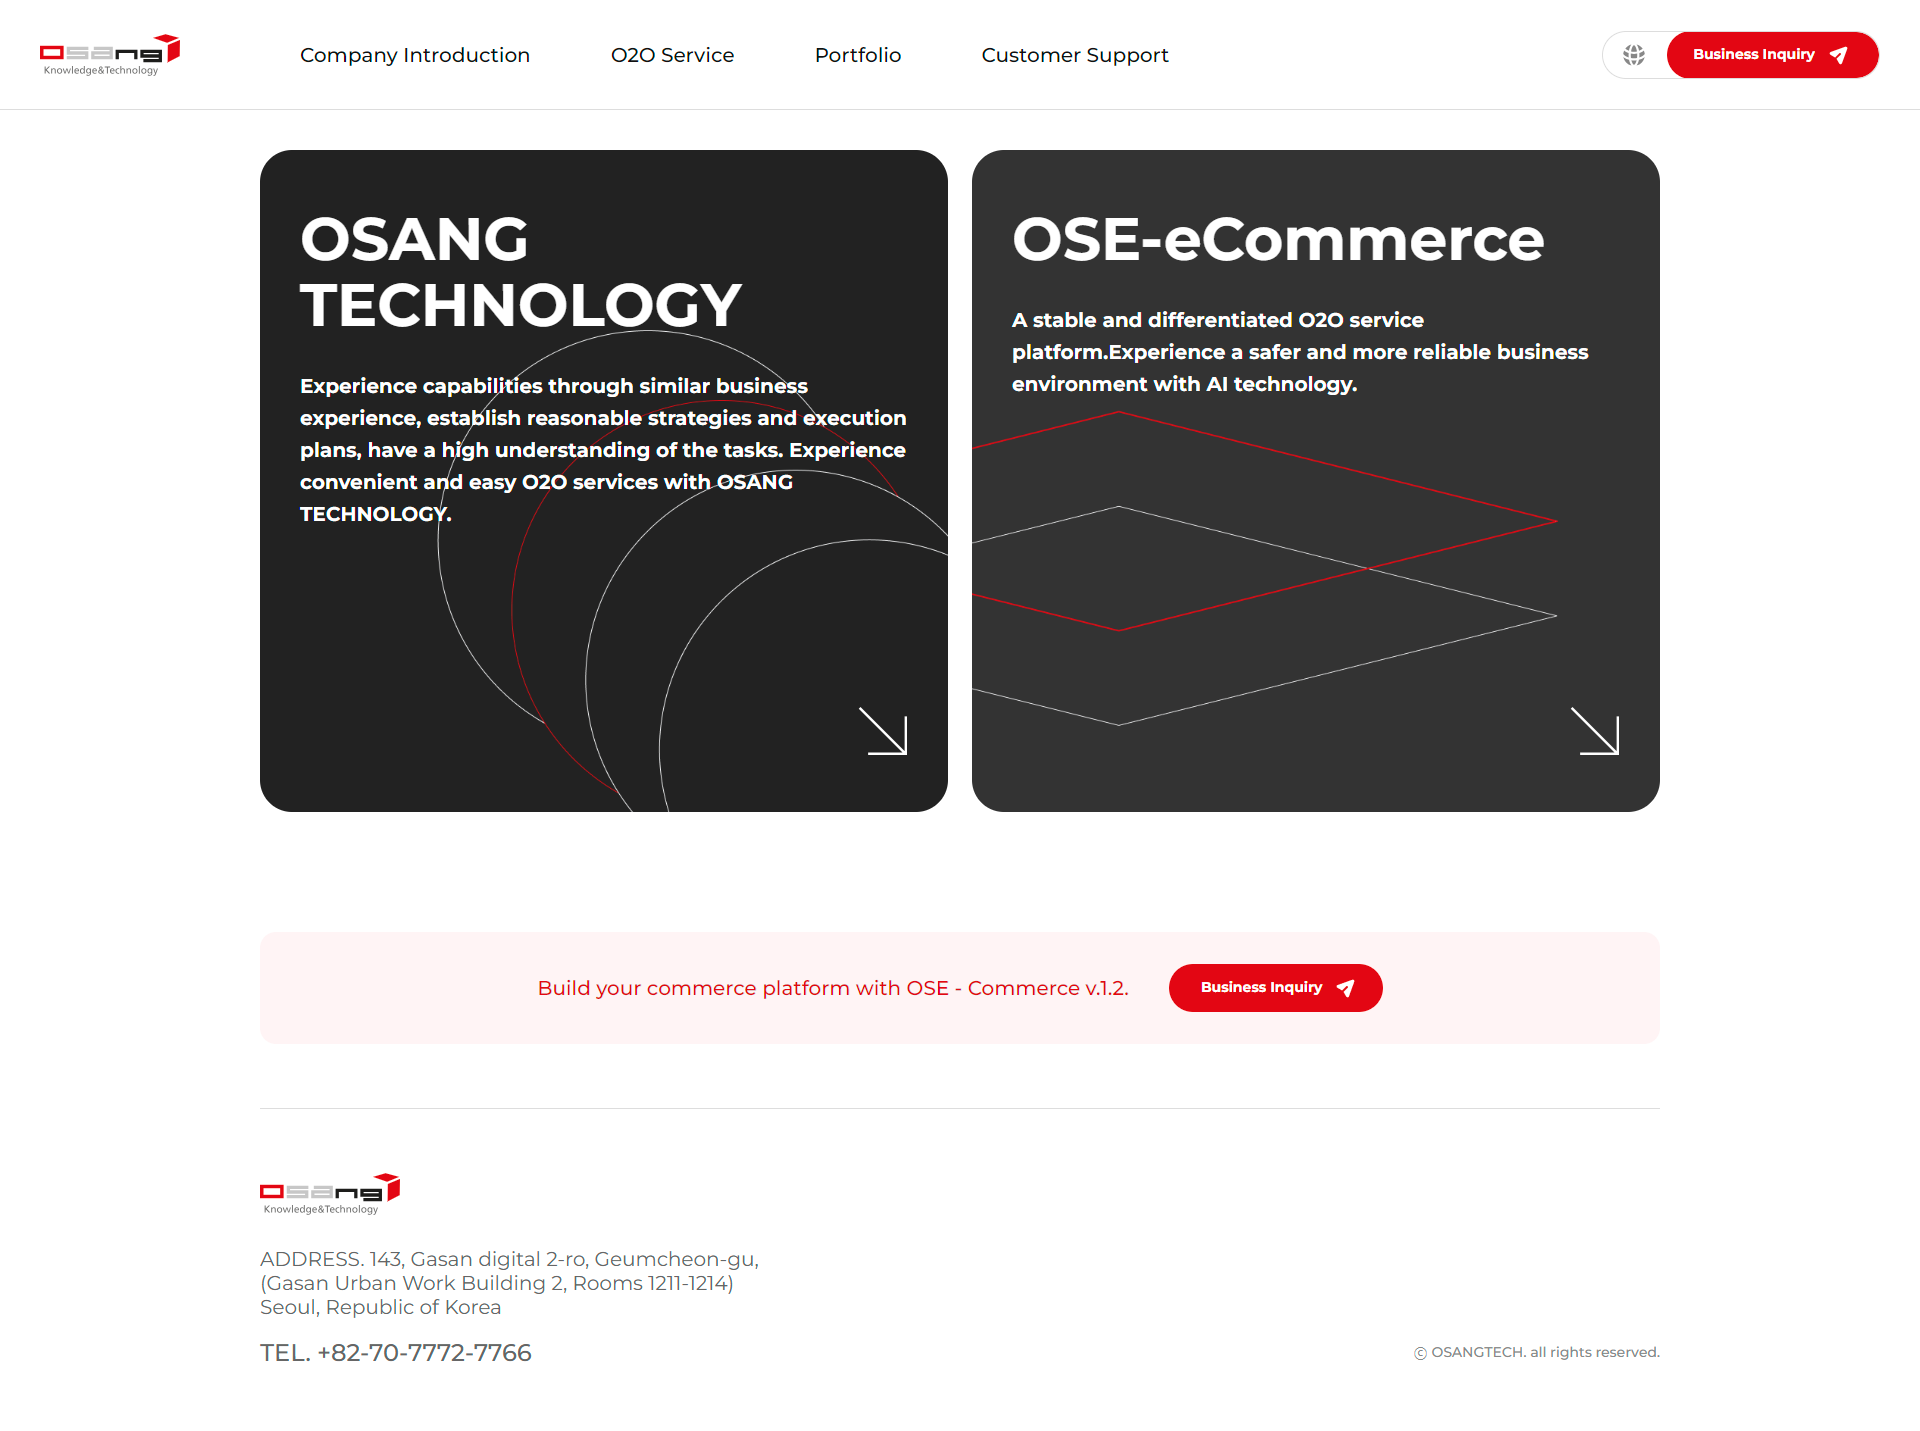 Osang
Knowledge&Technology
Company Introduction
O2O Service
Portfolio
Customer Support
Business Inquiry
OSANG
TECHNOLOGY
Experience capabilities through similar business
experience, establish reasonable strategies and execution
plans, have a high understanding of the tasks. Experience
convenient and easy O2O services with OSANG
TECHNOLOGY.
OSE-eCommerce
A stable and differentiated O2O service
platform.Experience a safer and more reliable business
environment with AI technology.
Build your commerce platform with OSE - Commerce v.1.2.
Business Inquiry
Osang
Knowledge&Technology
ADDRESS. 143, Gasan digital 2-ro, Geumcheon-gu,
(Gasan Urban Work Building 2, Rooms 1211-1214)
Seoul, Republic of Korea
TEL. +82-70-7772-7766
ⓒ OSANGTECH. all rights reserved.